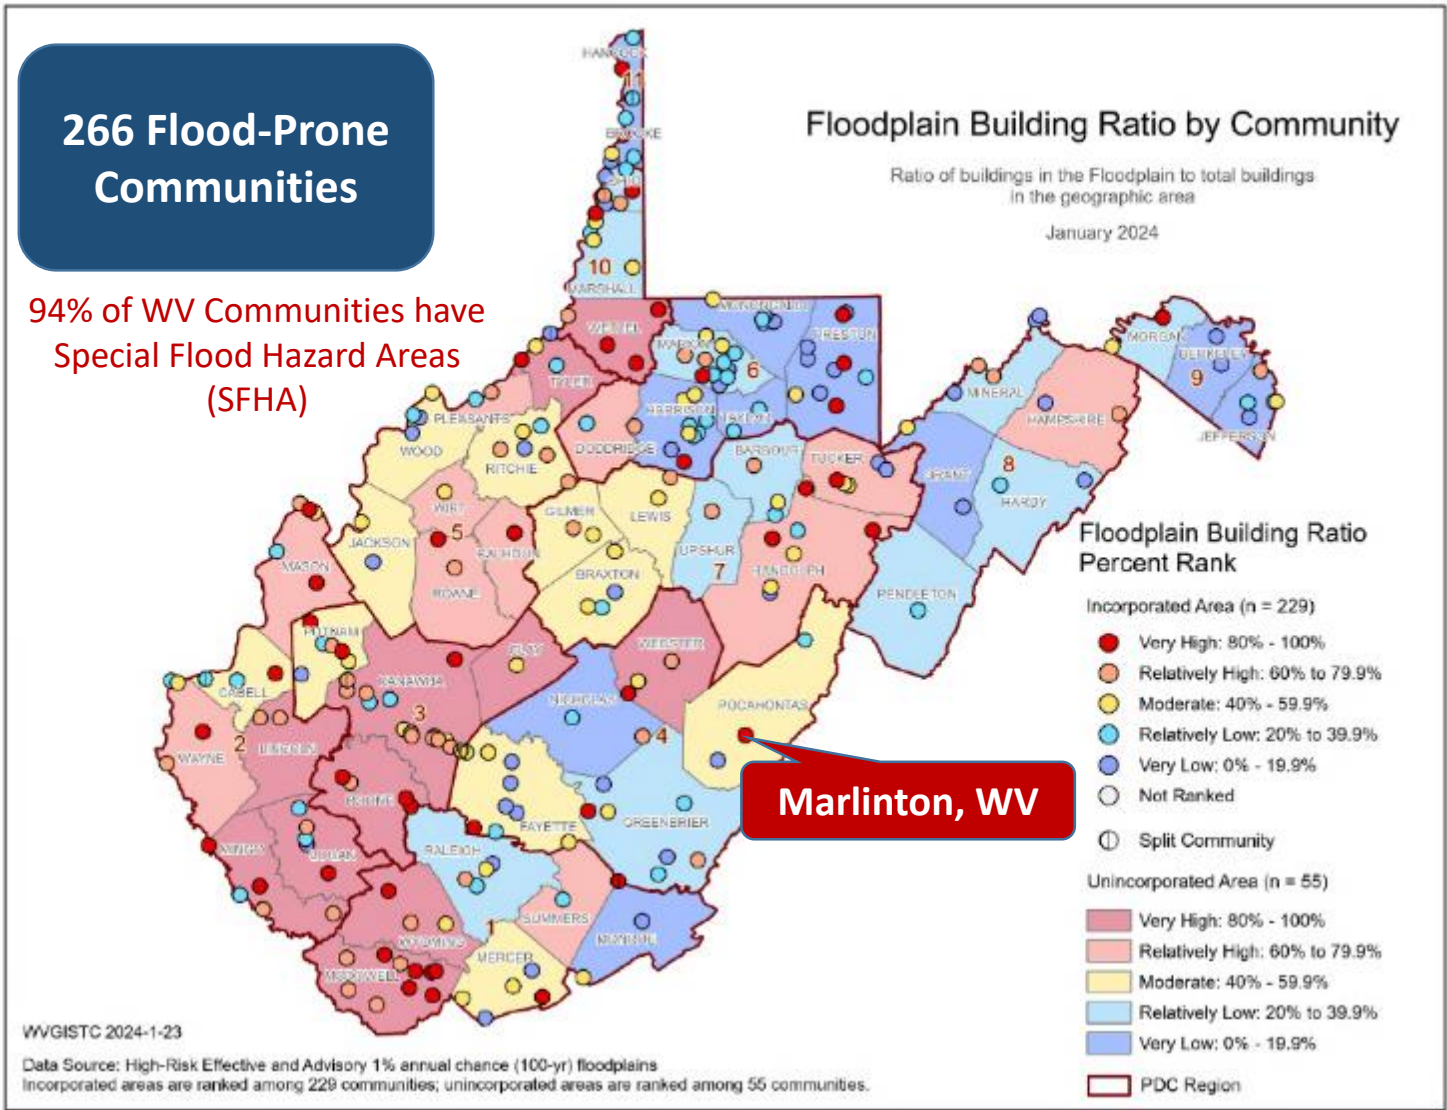 266 Flood-Prone
Communities
94% of WV Communities have
Special Flood Hazard Areas
(SFHA)
Floodplain Building Ratio by Community
Ratio of buildings in the Floodplain to total buildings
in the geographic area
January 2024
HANCOCK
11
BROOKE
OHIO
10
MARSHALL
WETZEL
MONONGALIA
PRESTON
MARION
6
TYLER
MORGAN
BERKELEY
9
JEFFERSON
MINERAL
HAMPSHIRE
PLEASANTS
HARRISON
TAYLOR
WOOD
RITCHIE
DODDRIDGE
BARBOUR
TUCKER
GRANT
8
HARDY
WIRT
5
CALHOUN
GILMER
LEWIS
UPSHUR
7
RANDOLPH
JACKSON
MASON
ROANE
BRAXTON
PENDLETON
PUTNAM
CLAY
WEBSTER
KANAWHA
CABELL
NICHOLAS
POCAHONTAS
3
4
2
WAYNE
LINCOLN
BOONE
Marlinton, WV
FAYETTE
GREENBRIER
MINGO
LOGAN
RALEIGH
SUMMERS
1
MONROE
WYOMING
MERCER
MCDOWELL
Floodplain Building Ratio
Percent Rank
Incorporated Area (n = 229)
Very High: 80% - 100%
Relatively High: 60% to 79.9%
Moderate: 40% - 59.9%
Relatively Low: 20% to 39.9%
Very Low: 0% - 19.9%
Not Ranked
Split Community
Unincorporated Area (n = 55)
Very High: 80% - 100%
Relatively High: 60% to 79.9%
Moderate: 40% - 59.9%
Relatively Low: 20% to 39.9%
Very Low: 0% - 19.9%
PDC Region
WVGISTC 2024-1-23
Data Source: High-Risk Effective and Advisory 1% annual chance (100-yr) floodplains
Incorporated areas are ranked among 229 communities; unincorporated areas are ranked among 55 communities.